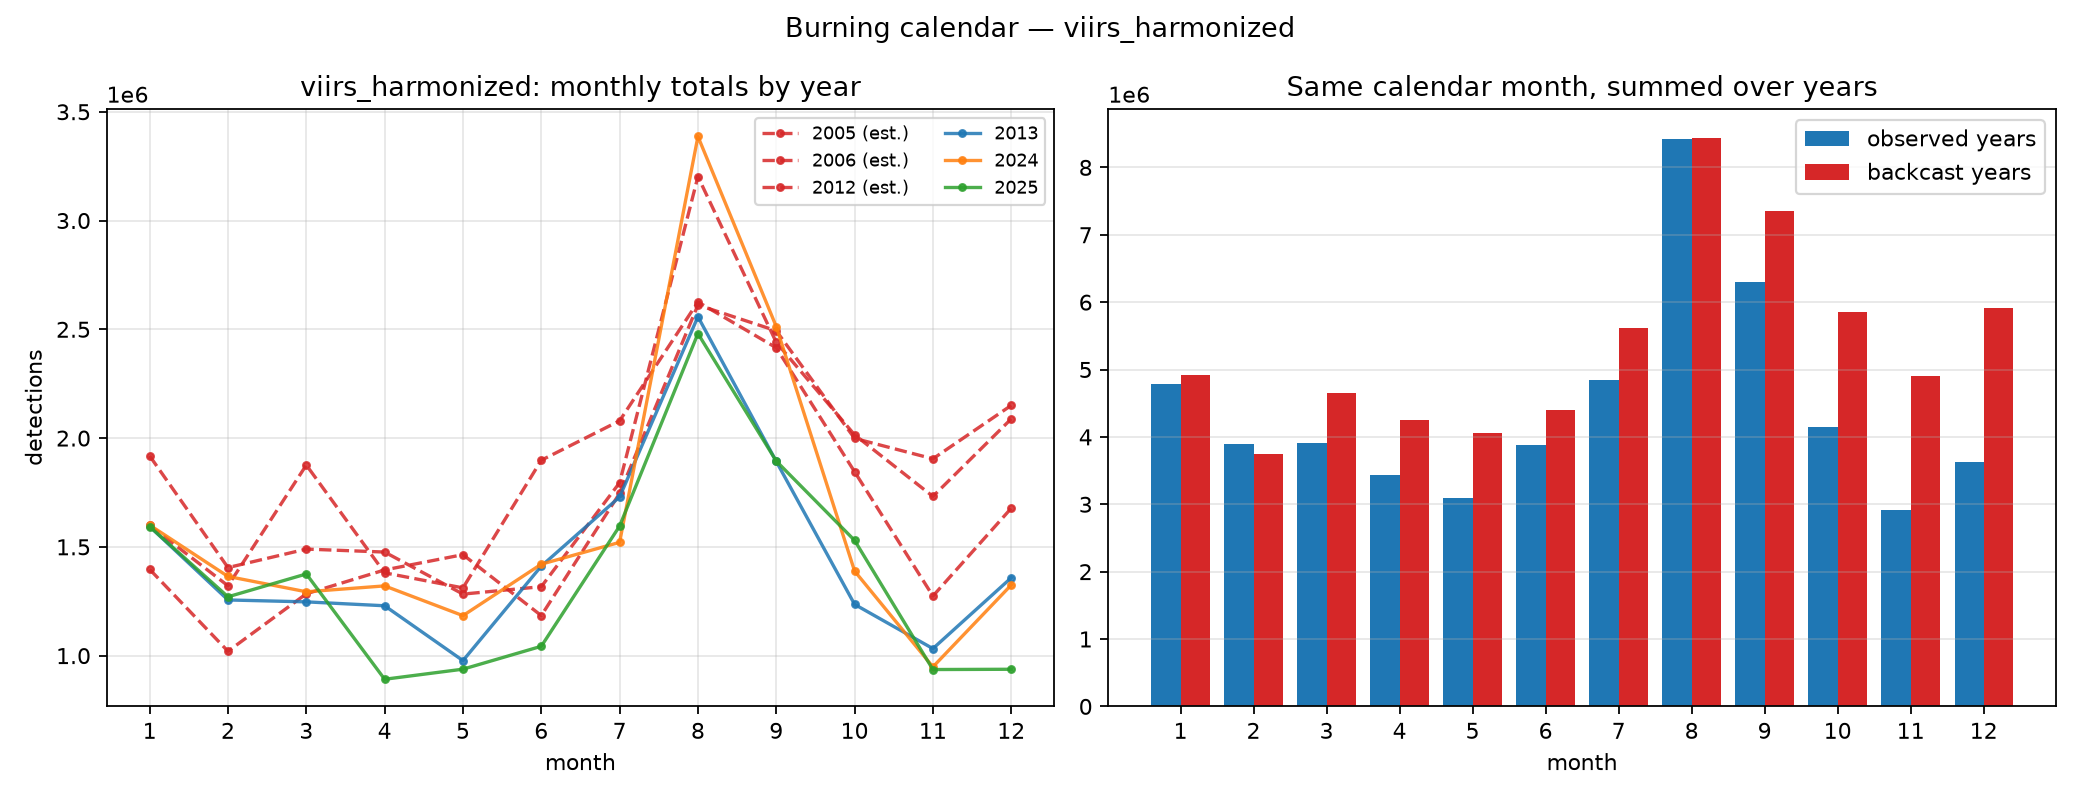 Burning calendar — viirs_harmonized
viirs_harmonized: monthly totals by year
1e6
3.5
3.0
2.5
2.0
1.5
1.0
detections
1 2 3 4 5 6 7 8 9 10 11 12
month
2005 (est.)
2006 (est.)
2012 (est.)
2013
2024
2025
Same calendar month, summed over years
1e6
8
7
6
5
4
3
2
1
0
1 2 3 4 5 6 7 8 9 10 11 12
month
observed years
backcast years